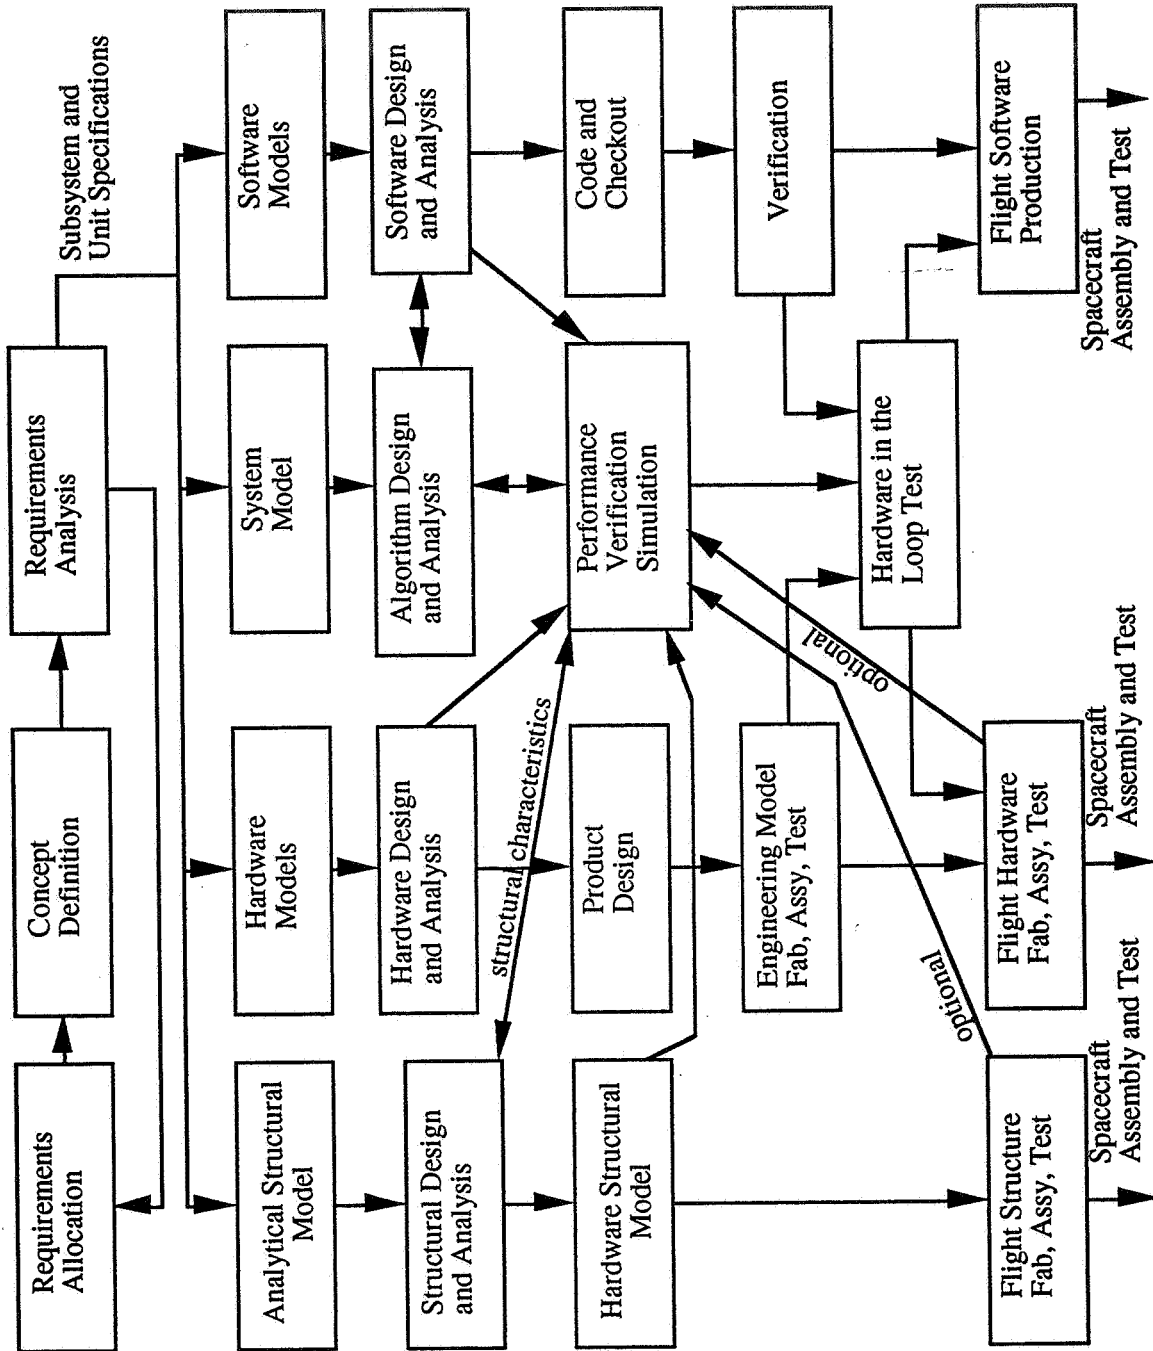 Requirements
Allocation
Concept
Definition
Requirements
Analysis
Subsystem and
Unit Specifications
Analytical Structural
Model
Hardware
Models
System
Model
Software
Models
Structural Design
and Analysis
Hardware Design
and Analysis
Algorithm Design
and Analysis
Software Design
and Analysis
structural characteristics
Hardware Structural
Model
Product
Design
Performance
Verification
Simulation
Code and
Checkout
Engineering Model
Fab, Assy, Test
Verification
optional
optional
Hardware in the
Loop Test
Flight Structure
Fab, Assy, Test
Flight Hardware
Fab, Assy, Test
Flight Software
Production
Spacecraft
Assembly and Test
Spacecraft
Assembly and Test
Spacecraft
Assembly and Test